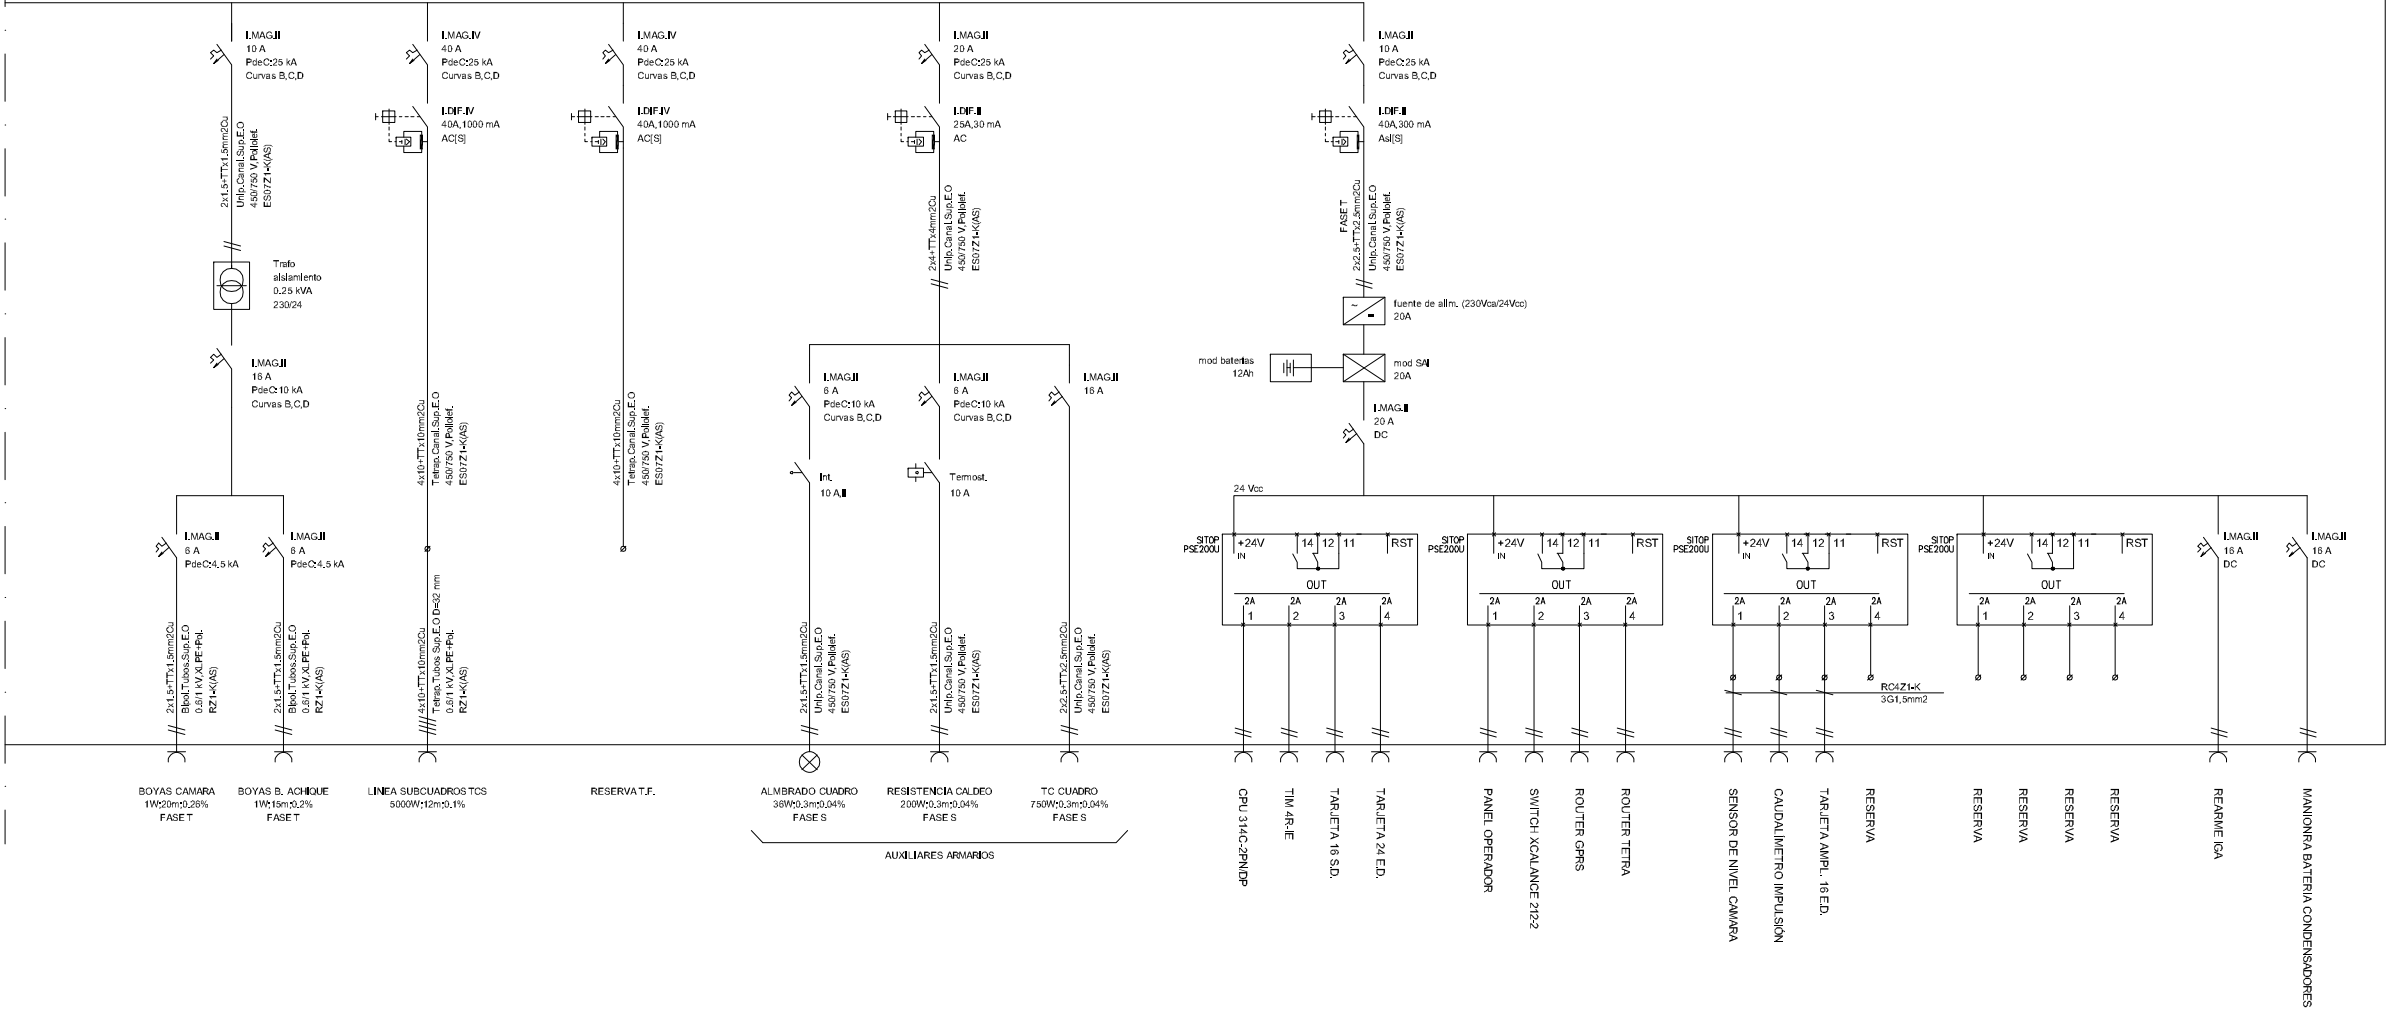 I.MAG.II
10 A
PdeC:25 kA
Curvas B,C,D
I.MAG.IV
40 A
PdeC:25 kA
Curvas B,C,D
I.MAG.IV
40 A
PdeC:25 kA
Curvas B,C,D
I.MAG.II
20 A
PdeC:25 kA
Curvas B,C,D
I.MAG.II
10 A
PdeC:25 kA
Curvas B,C,D
I.DIF.IV
40A,1000 mA
AC[S]
I.DIF.IV
40A,1000 mA
AC[S]
I.DIF.II
25A,30 mA
AC
I.DIF.II
40A,300 mA
Asi[S]
2x1.5+TTx1.5mm2Cu
Unip.Canal.Sup.E.O
450/750 V,Poliolef.
ES07Z1-K(AS)
2x4+TTx4mm2Cu
Unip.Canal.Sup.E.O
450/750 V,Poliolef.
ES07Z1-K(AS)
FASE T
2x2.5+TTx2.5mm2Cu
Unip.Canal.Sup.E.O
450/750 V,Poliolef.
ES07Z1-K(AS)
Trafo
aislamiento
0.25 kVA
230/24
fuente de alim. (230Vca/24Vcc)
20A
mod baterias
12Ah
mod SAI
20A
I.MAG.II
16 A
PdeC:10 kA
Curvas B,C,D
4x10+TTx10mm2Cu
Tetrap.Canal.Sup.E.O
450/750 V,Poliolef.
ES07Z1-K(AS)
4x10+TTx10mm2Cu
Tetrap.Canal.Sup.E.O
450/750 V,Poliolef.
ES07Z1-K(AS)
I.MAG.II
6 A
PdeC:10 kA
Curvas B,C,D
I.MAG.II
6 A
PdeC:10 kA
Curvas B,C,D
I.MAG.II
16 A
I.MAG.II
20 A
DC
Int.
10 A,II
Termost.
10 A
24 Vcc
I.MAG.II
6 A
PdeC:4.5 kA
I.MAG.II
6 A
PdeC:4.5 kA
SITOP
PSE200U
+24V
IN
14 12 11
RST
OUT
2A 2A 2A 2A
1 2 3 4
SITOP
PSE200U
+24V
IN
14 12 11
RST
OUT
2A 2A 2A 2A
1 2 3 4
SITOP
PSE200U
+24V
IN
14 12 11
RST
OUT
2A 2A 2A 2A
1 2 3 4
SITOP
PSE200U
+24V
IN
14 12 11
RST
OUT
2A 2A 2A 2A
1 2 3 4
I.MAG.II
16 A
DC
I.MAG.II
16 A
DC
2x1.5+TTx1.5mm2Cu
Bipol.Tubos.Sup.E.O
0.6/1 kV,XLPE+Pol.
RZ1-K(AS)
2x1.5+TTx1.5mm2Cu
Bipol.Tubos.Sup.E.O
0.6/1 kV,XLPE+Pol.
RZ1-K(AS)
4x10+TTx10mm2Cu
Tetrap.Tubos Sup.E.O D=32 mm
0.6/1 kV,XLPE+Pol.
RZ1-K(AS)
2x1.5+TTx1.5mm2Cu
Unip.Canal.Sup.E.O
450/750 V,Poliolef.
ES07Z1-K(AS)
2x1.5+TTx1.5mm2Cu
Unip.Canal.Sup.E.O
450/750 V,Poliolef.
ES07Z1-K(AS)
2x2.5+TTx2.5mm2Cu
Unip.Canal.Sup.E.O
450/750 V,Poliolef.
ES07Z1-K(AS)
RC4Z1-K
3G1,5mm2
BOYAS CAMARA
1W;20m;0.26%
FASE T
BOYAS B. ACHIQUE
1W;15m;0.2%
FASE T
LINEA SUBCUADROS TCS
5000W;12m;0.1%
RESERVA T.F.
ALMBRADO CUADRO
36W;0.3m;0.04%
FASE S
RESISTENCIA CALDEO
200W;0.3m;0.04%
FASE S
TC CUADRO
750W;0.3m;0.04%
FASE S
AUXILIARES ARMARIOS
CPU 314C-2PN/DP
TIM 4R-IE
TARJETA 16 S.D.
TARJETA 24 E.D.
PANEL OPERADOR
SWITCH XCALANCE 212-2
ROUTER GPRS
ROUTER TETRA
SENSOR DE NIVEL CAMARA
CAUDALÍMETRO IMPULSIÓN
TARJETA AMPL. 16 E.D.
RESERVA
RESERVA
RESERVA
RESERVA
RESERVA
REARME IGA
MANIONRA BATERIA CONDENSADORES